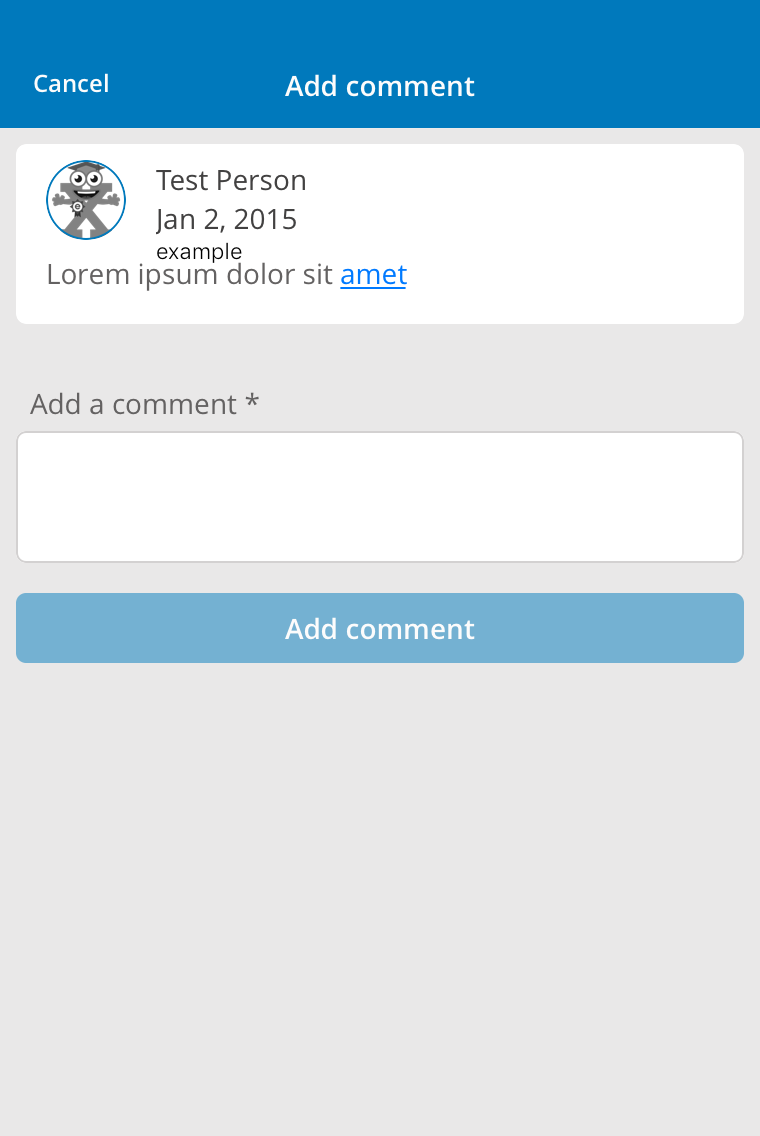 Cancel
Add comment
Test Person
Jan 2, 2015
example
Lorem ipsum dolor sit amet
Add a comment *
Add comment